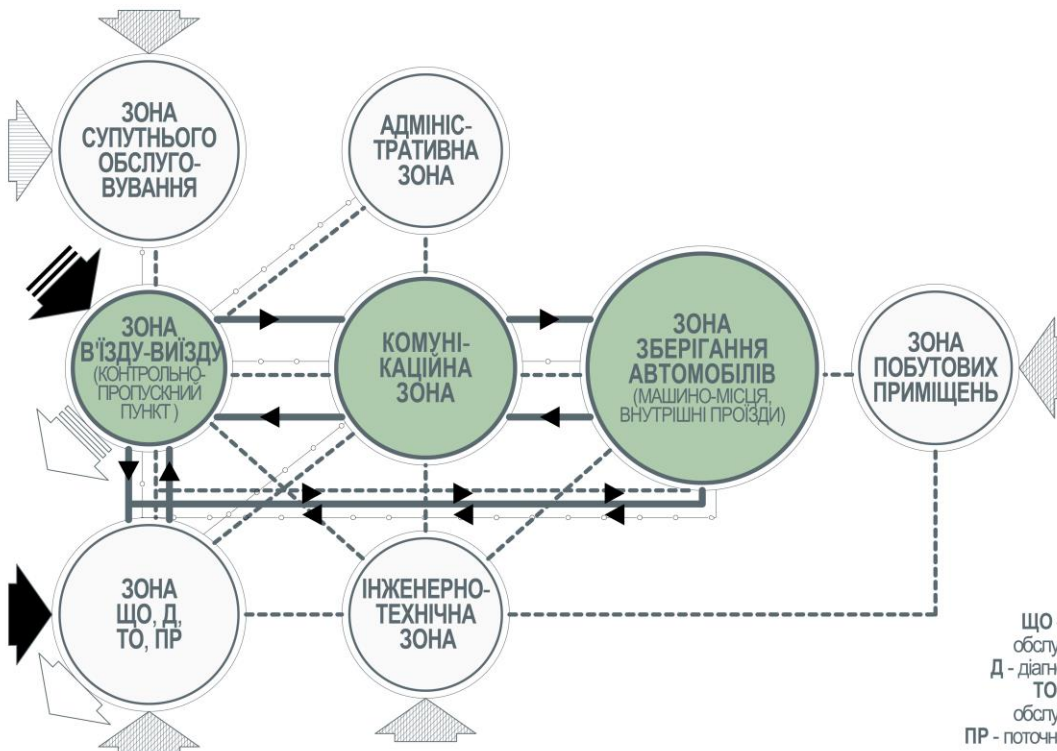 ЗОНА
СУПУТНЬОГО
ОБСЛУГО-
ВУВАННЯ
АДМІНІС-
ТРАТИВНА
ЗОНА
ЗОНА
В'ЇЗДУ-ВИЇЗДУ
(КОНТРОЛЬНО-
ПРОПУСКНИЙ
ПУНКТ )
КОМУНІ-
КАЦІЙНА
ЗОНА
ЗОНА
ЗБЕРІГАННЯ
АВТОМОБІЛІВ
(МАШИНО-МІСЦЯ,
ВНУТРІШНІ ПРОЇЗДИ)
ЗОНА
ПОБУТОВИХ
ПРИМІЩЕНЬ
ЗОНА
ЩО, Д,
ТО, ПР
ІНЖЕНЕРНО-
ТЕХНІЧНА
ЗОНА
ЩО -
обслу
Д - діагн
ТО
обслу
ПР - поточн